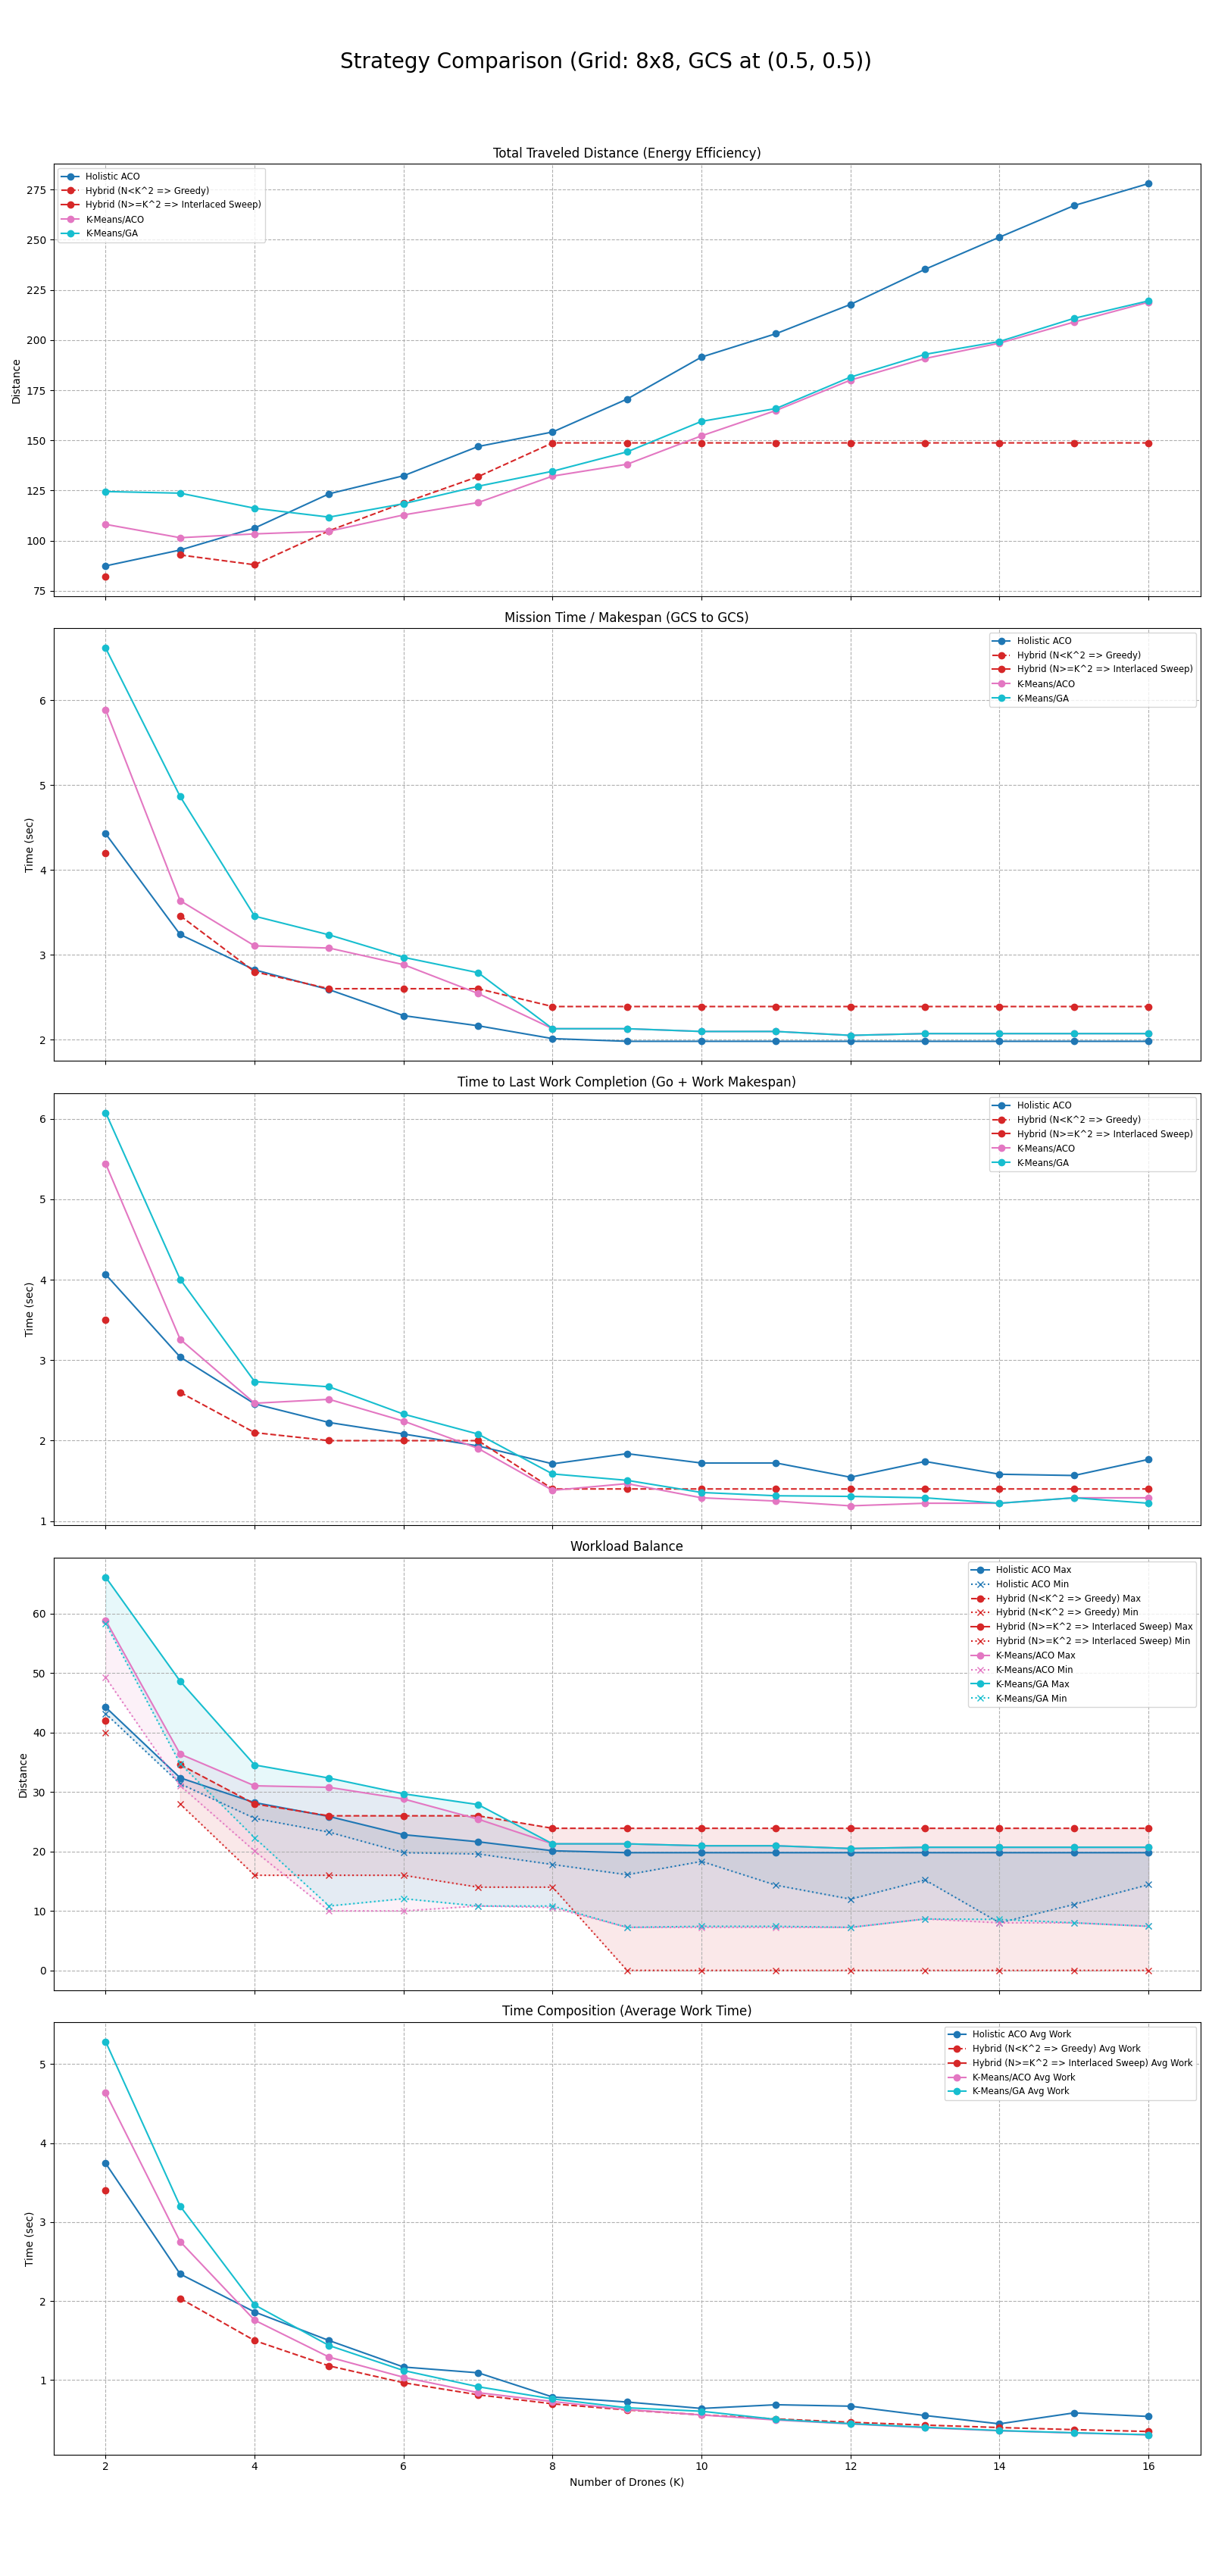 Strategy Comparison (Grid: 8x8, GCS at (0.5, 0.5))
Total Traveled Distance (Energy Efficiency)
Holistic ACO
Hybrid (N<K^2 => Greedy)
Hybrid (N>=K^2 => Interlaced Sweep)
K-Means/ACO
K-Means/GA
275
250
225
200
175
150
125
100
75
Distance
Mission Time / Makespan (GCS to GCS)
Holistic ACO
Hybrid (N<K^2 => Greedy)
Hybrid (N>=K^2 => Interlaced Sweep)
K-Means/ACO
K-Means/GA
6
5
4
3
2
Time (sec)
Time to Last Work Completion (Go + Work Makespan)
Holistic ACO
Hybrid (N<K^2 => Greedy)
Hybrid (N>=K^2 => Interlaced Sweep)
K-Means/ACO
K-Means/GA
6
5
4
3
2
1
Time (sec)
Workload Balance
Holistic ACO Max
Holistic ACO Min
Hybrid (N<K^2 => Greedy) Max
Hybrid (N<K^2 => Greedy) Min
Hybrid (N>=K^2 => Interlaced Sweep) Max
Hybrid (N>=K^2 => Interlaced Sweep) Min
K-Means/ACO Max
K-Means/ACO Min
K-Means/GA Max
K-Means/GA Min
60
50
40
30
20
10
0
Distance
Time Composition (Average Work Time)
Holistic ACO Avg Work
Hybrid (N<K^2 => Greedy) Avg Work
Hybrid (N>=K^2 => Interlaced Sweep) Avg Work
K-Means/ACO Avg Work
K-Means/GA Avg Work
5
4
3
2
1
Time (sec)
2 4 6 8 10 12 14 16
Number of Drones (K)